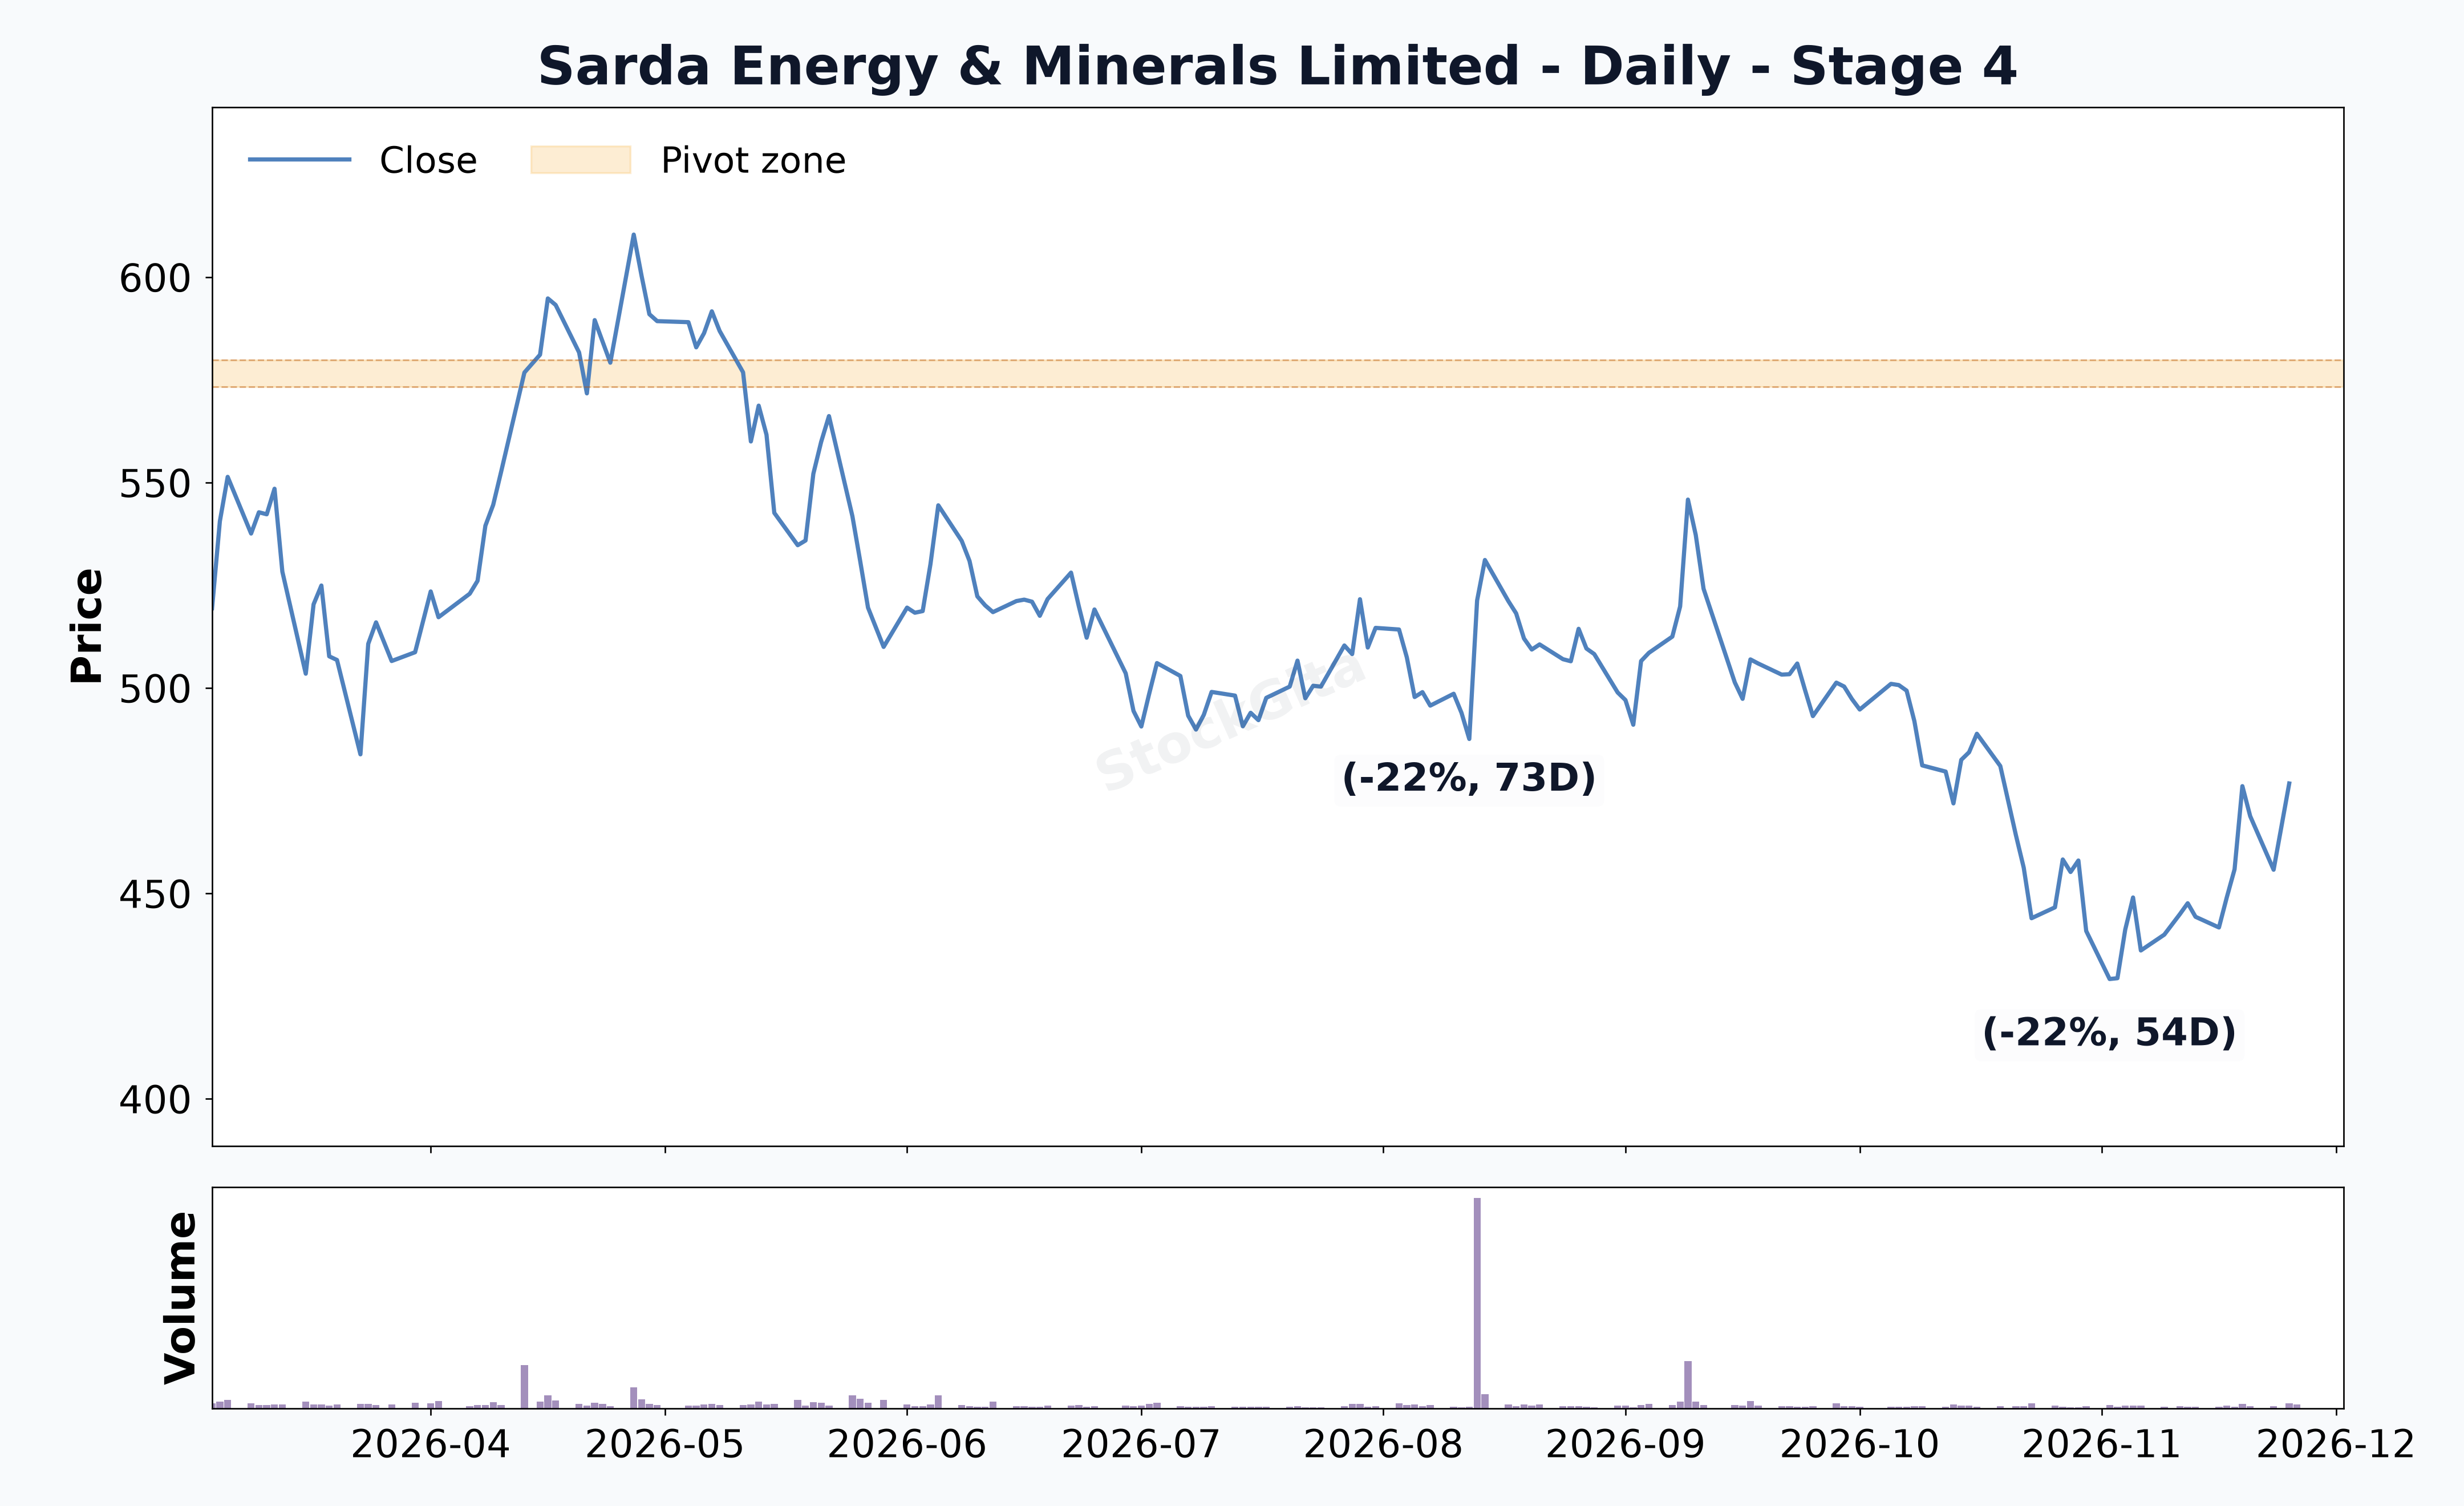 Sarda Energy & Minerals Limited - Daily - Stage 4
Close
Pivot zone
600
550
500
450
400
Price
StockGita
(-22%, 73D)
(-22%, 54D)
Volume
2026-04
2026-05
2026-06
2026-07
2026-08
2026-09
2026-10
2026-11
2026-12